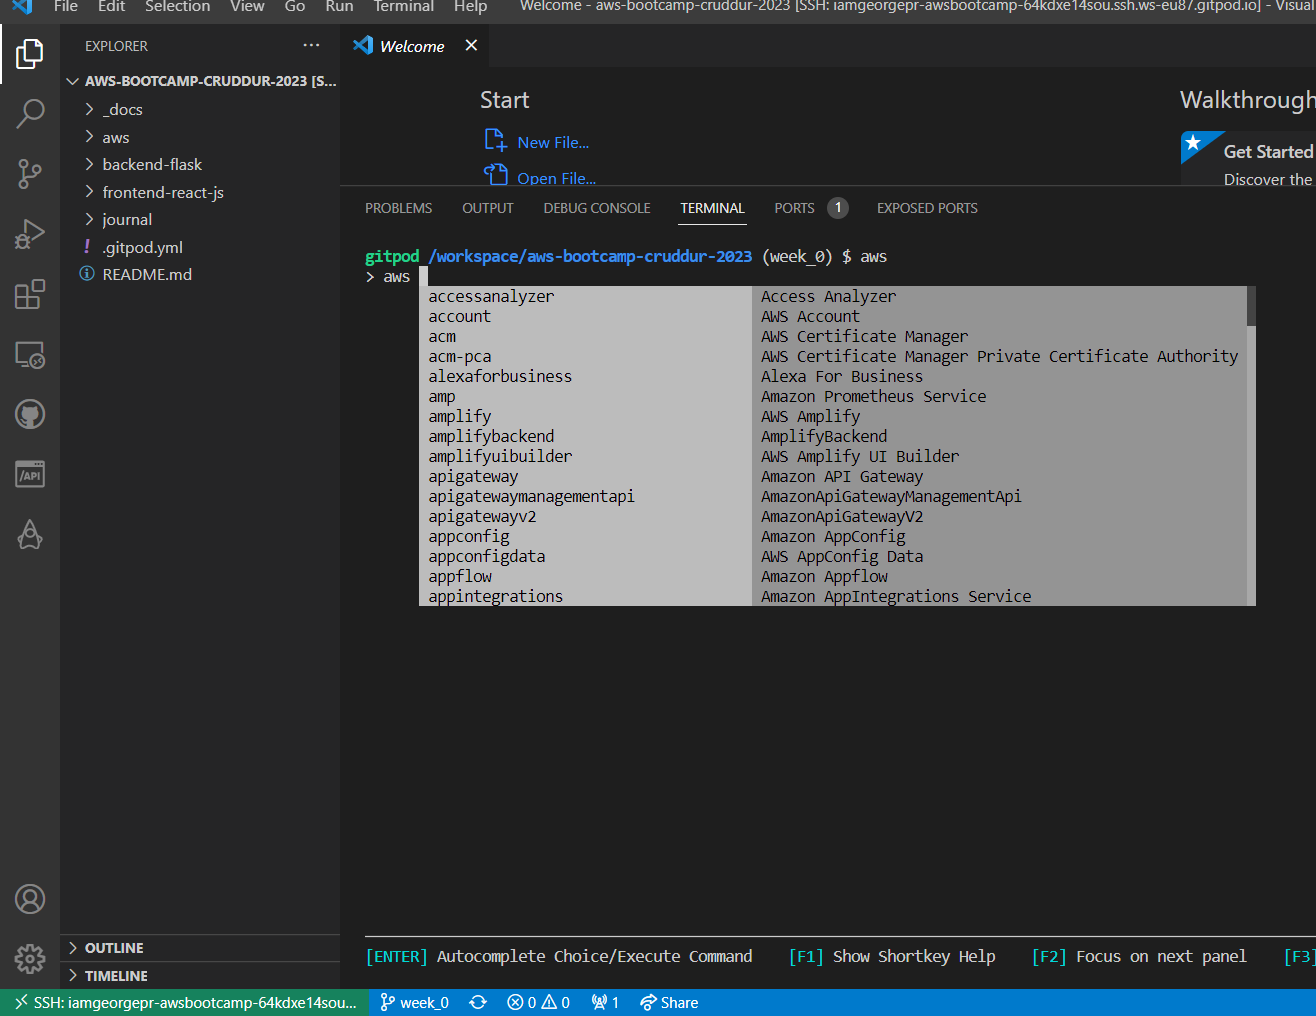 File Edit Selection View Go Run Terminal Help Welcome - aws-bootcamp-cruddur-2023 [SSH: iamgeorgepr-awsbootcamp-64kdxe14sou.ssh.ws-eu87.gitpod.io] - Visual
EXPLORER ...
AWS-BOOTCAMP-CRUDDUR-2023 [S...
_docs
aws
backend-flask
frontend-react-js
journal
! .gitpod.yml
README.md
OUTLINE
TIMELINE
Welcome
Start
New File...
Open File...
Walkthrough
Get Started
Discover the
PROBLEMS OUTPUT DEBUG CONSOLE TERMINAL PORTS 1 EXPOSED PORTS
gitpod /workspace/aws-bootcamp-cruddur-2023 (week_0) $ aws
> aws
accessanalyzer Access Analyzer
account AWS Account
acm AWS Certificate Manager
acm-pca AWS Certificate Manager Private Certificate Authority
alexaforbusiness Alexa For Business
amp Amazon Prometheus Service
amplify AWS Amplify
amplifybackend AmplifyBackend
amplifyuibuilder AWS Amplify UI Builder
apigateway Amazon API Gateway
apigatewaymanagementapi AmazonApiGatewayManagementApi
apigatewayv2 AmazonApiGatewayV2
appconfig Amazon AppConfig
appconfigdata AWS AppConfig Data
appflow Amazon Appflow
appintegrations Amazon AppIntegrations Service
[ENTER] Autocomplete Choice/Execute Command [F1] Show Shortkey Help [F2] Focus on next panel [F3]
/API
SSH: iamgeorgepr-awsbootcamp-64kdxe14sou... week_0 0 0 1 Share